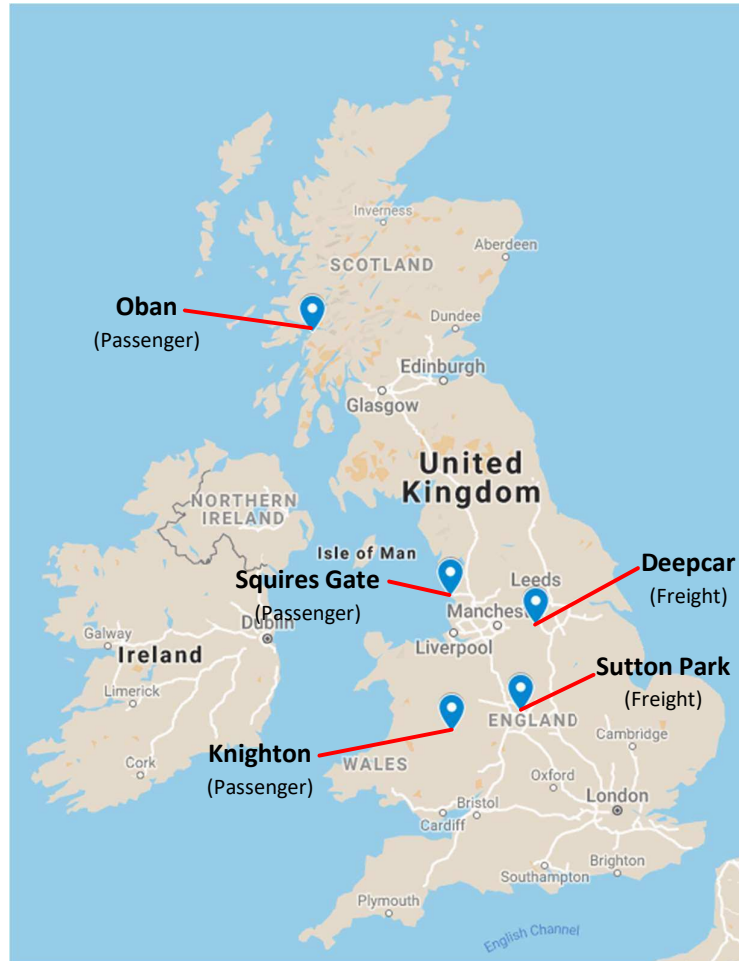 Inverness
Aberdeen
SCOTLAND
Oban
(Passenger)
Dundee
Edinburgh
Glasgow
United
Kingdom
NORTHERN
IRELAND
Isle of Man
Squires Gate
(Passenger)
Leeds
Deepcar
(Freight)
Manchest
Dublin
Galway
Liverpool
Ireland
Sutton Park
(Freight)
Limerick
ENGLAND
Cambridge
Knighton
(Passenger)
WALES
Cork
Oxford
London
Bristol
Cardiff
Southampton
Brighton
Plymouth
English Channel